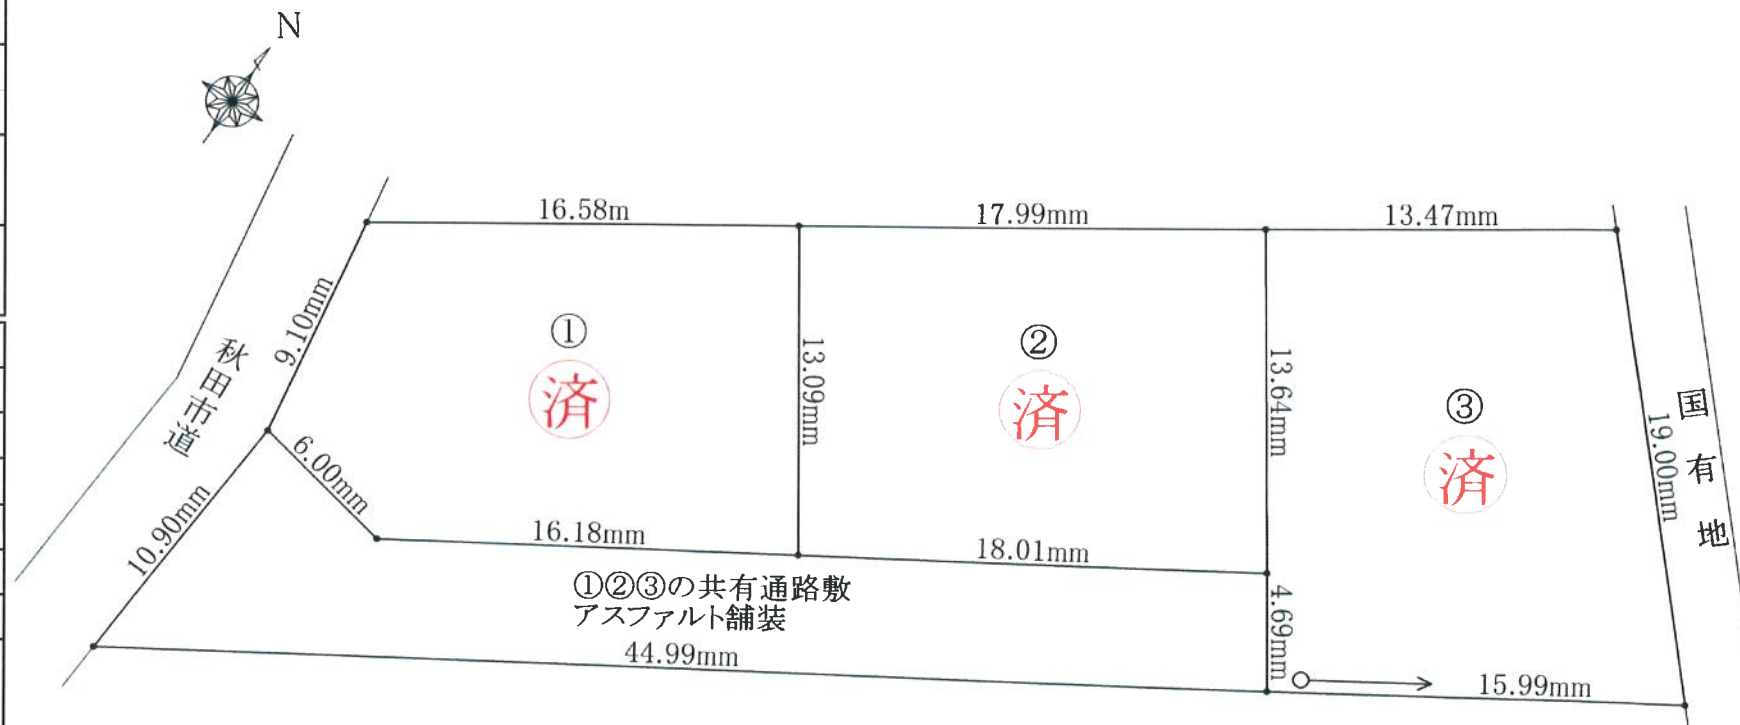 N
16.58m
17.99mm
13.47mm
9.10mm
秋田市道
①
済
13.09mm
②
済
13.64mm
③
済
国有地
19.00mm
6.00mm
10.90mm
16.18mm
18.01mm
①②③の共有通路敷
アスファルト舗装
4.69mm
44.99mm
15.99mm